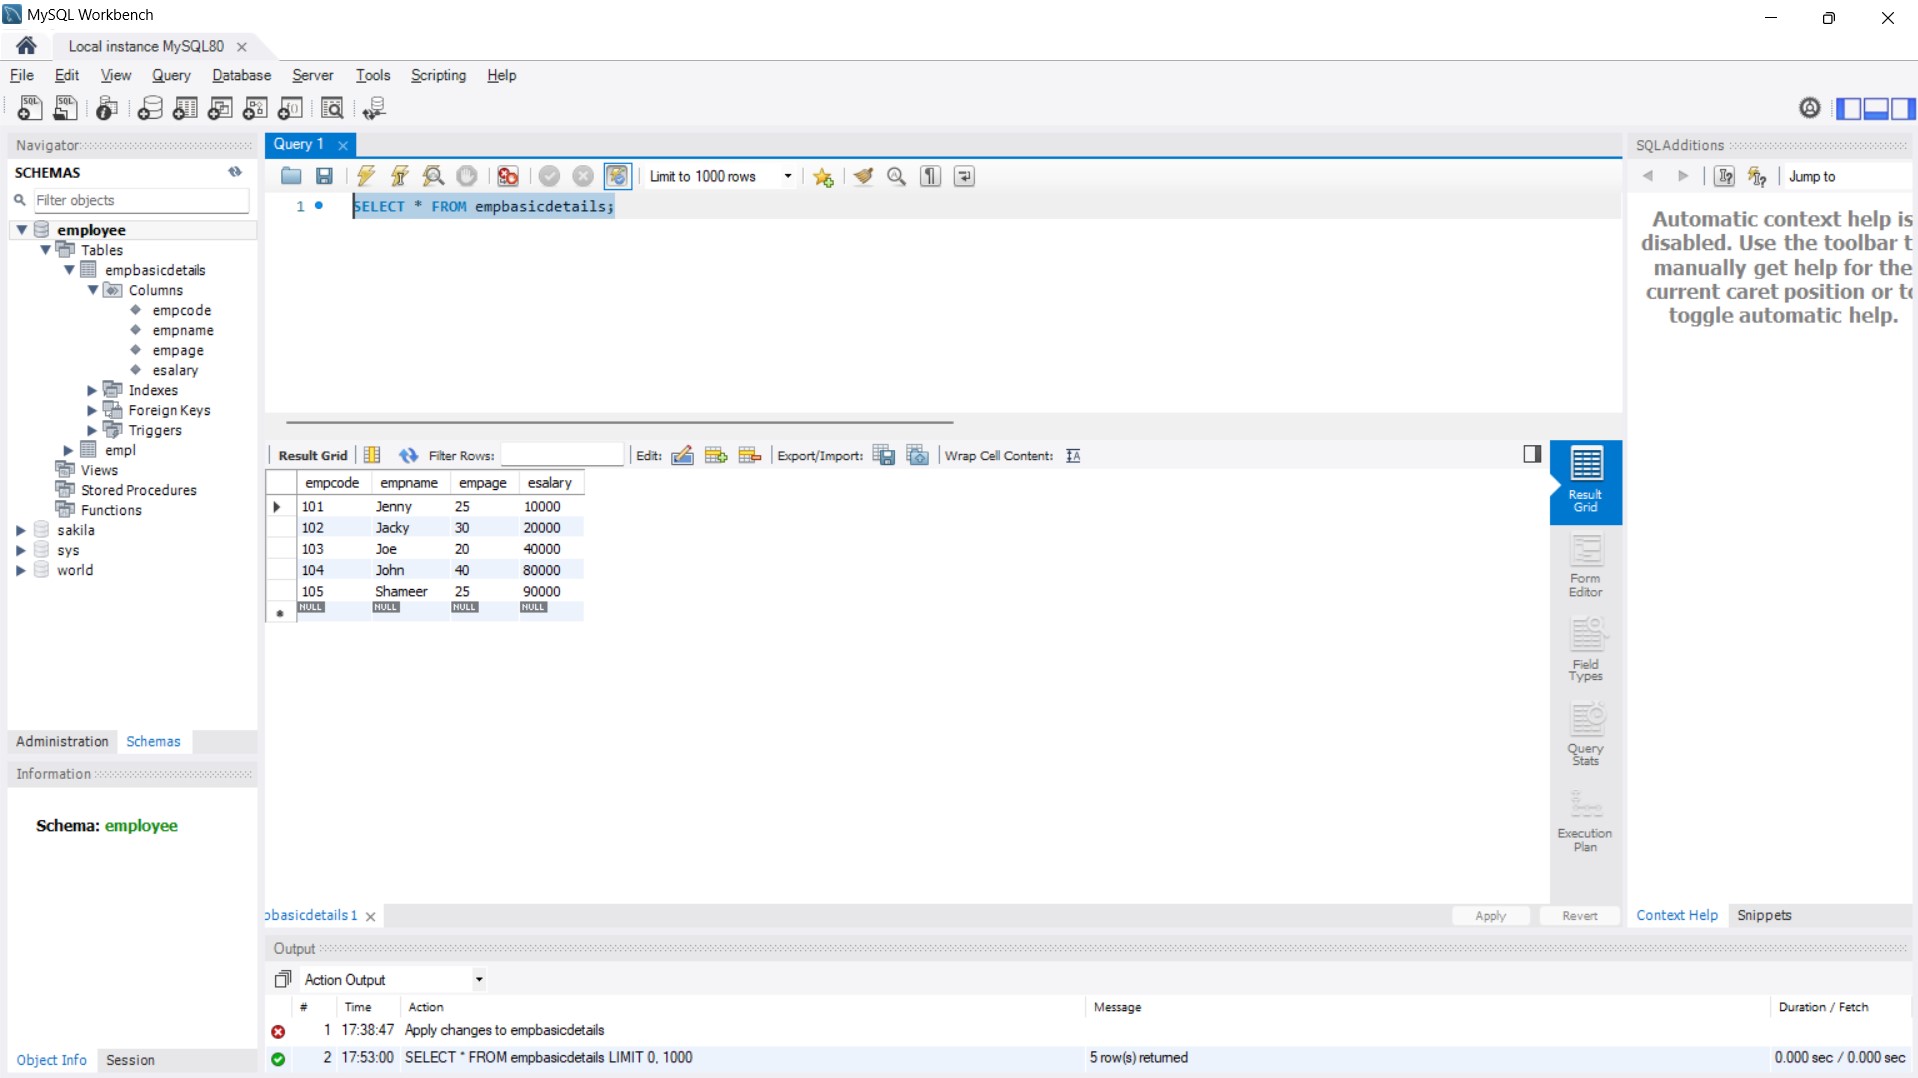 MySQL Workbench
Local instance MySQL80
File Edit View Query Database Server Tools Scripting Help
Navigator
SCHEMAS
Filter objects
employee
Tables
empbasicdetails
Columns
empcode
empname
empage
esalary
Indexes
Foreign Keys
Triggers
empl
Views
Stored Procedures
Functions
sakila
sys
world
Administration Schemas
Information
Schema: employee
Object Info Session
Query 1
Limit to 1000 rows
1 SELECT * FROM empbasicdetails;
Result Grid Filter Rows: Edit: Export/Import: Wrap Cell Content:
empcode empname empage esalary
101 Jenny 25 10000
102 Jacky 30 20000
103 Joe 20 40000
104 John 40 80000
105 Shameer 25 90000
NULL NULL NULL NULL
Result
Grid
Form
Editor
Field
Types
Query
Stats
Execution
Plan
pbasicdetails 1
Apply Revert
SQLAdditions
Jump to
Automatic context help is
disabled. Use the toolbar t
manually get help for the
current caret position or to
toggle automatic help.
Context Help Snippets
Output
Action Output
# Time Action Message Duration / Fetch
1 17:38:47 Apply changes to empbasicdetails
2 17:53:00 SELECT * FROM empbasicdetails LIMIT 0, 1000 5 row(s) returned 0.000 sec / 0.000 sec